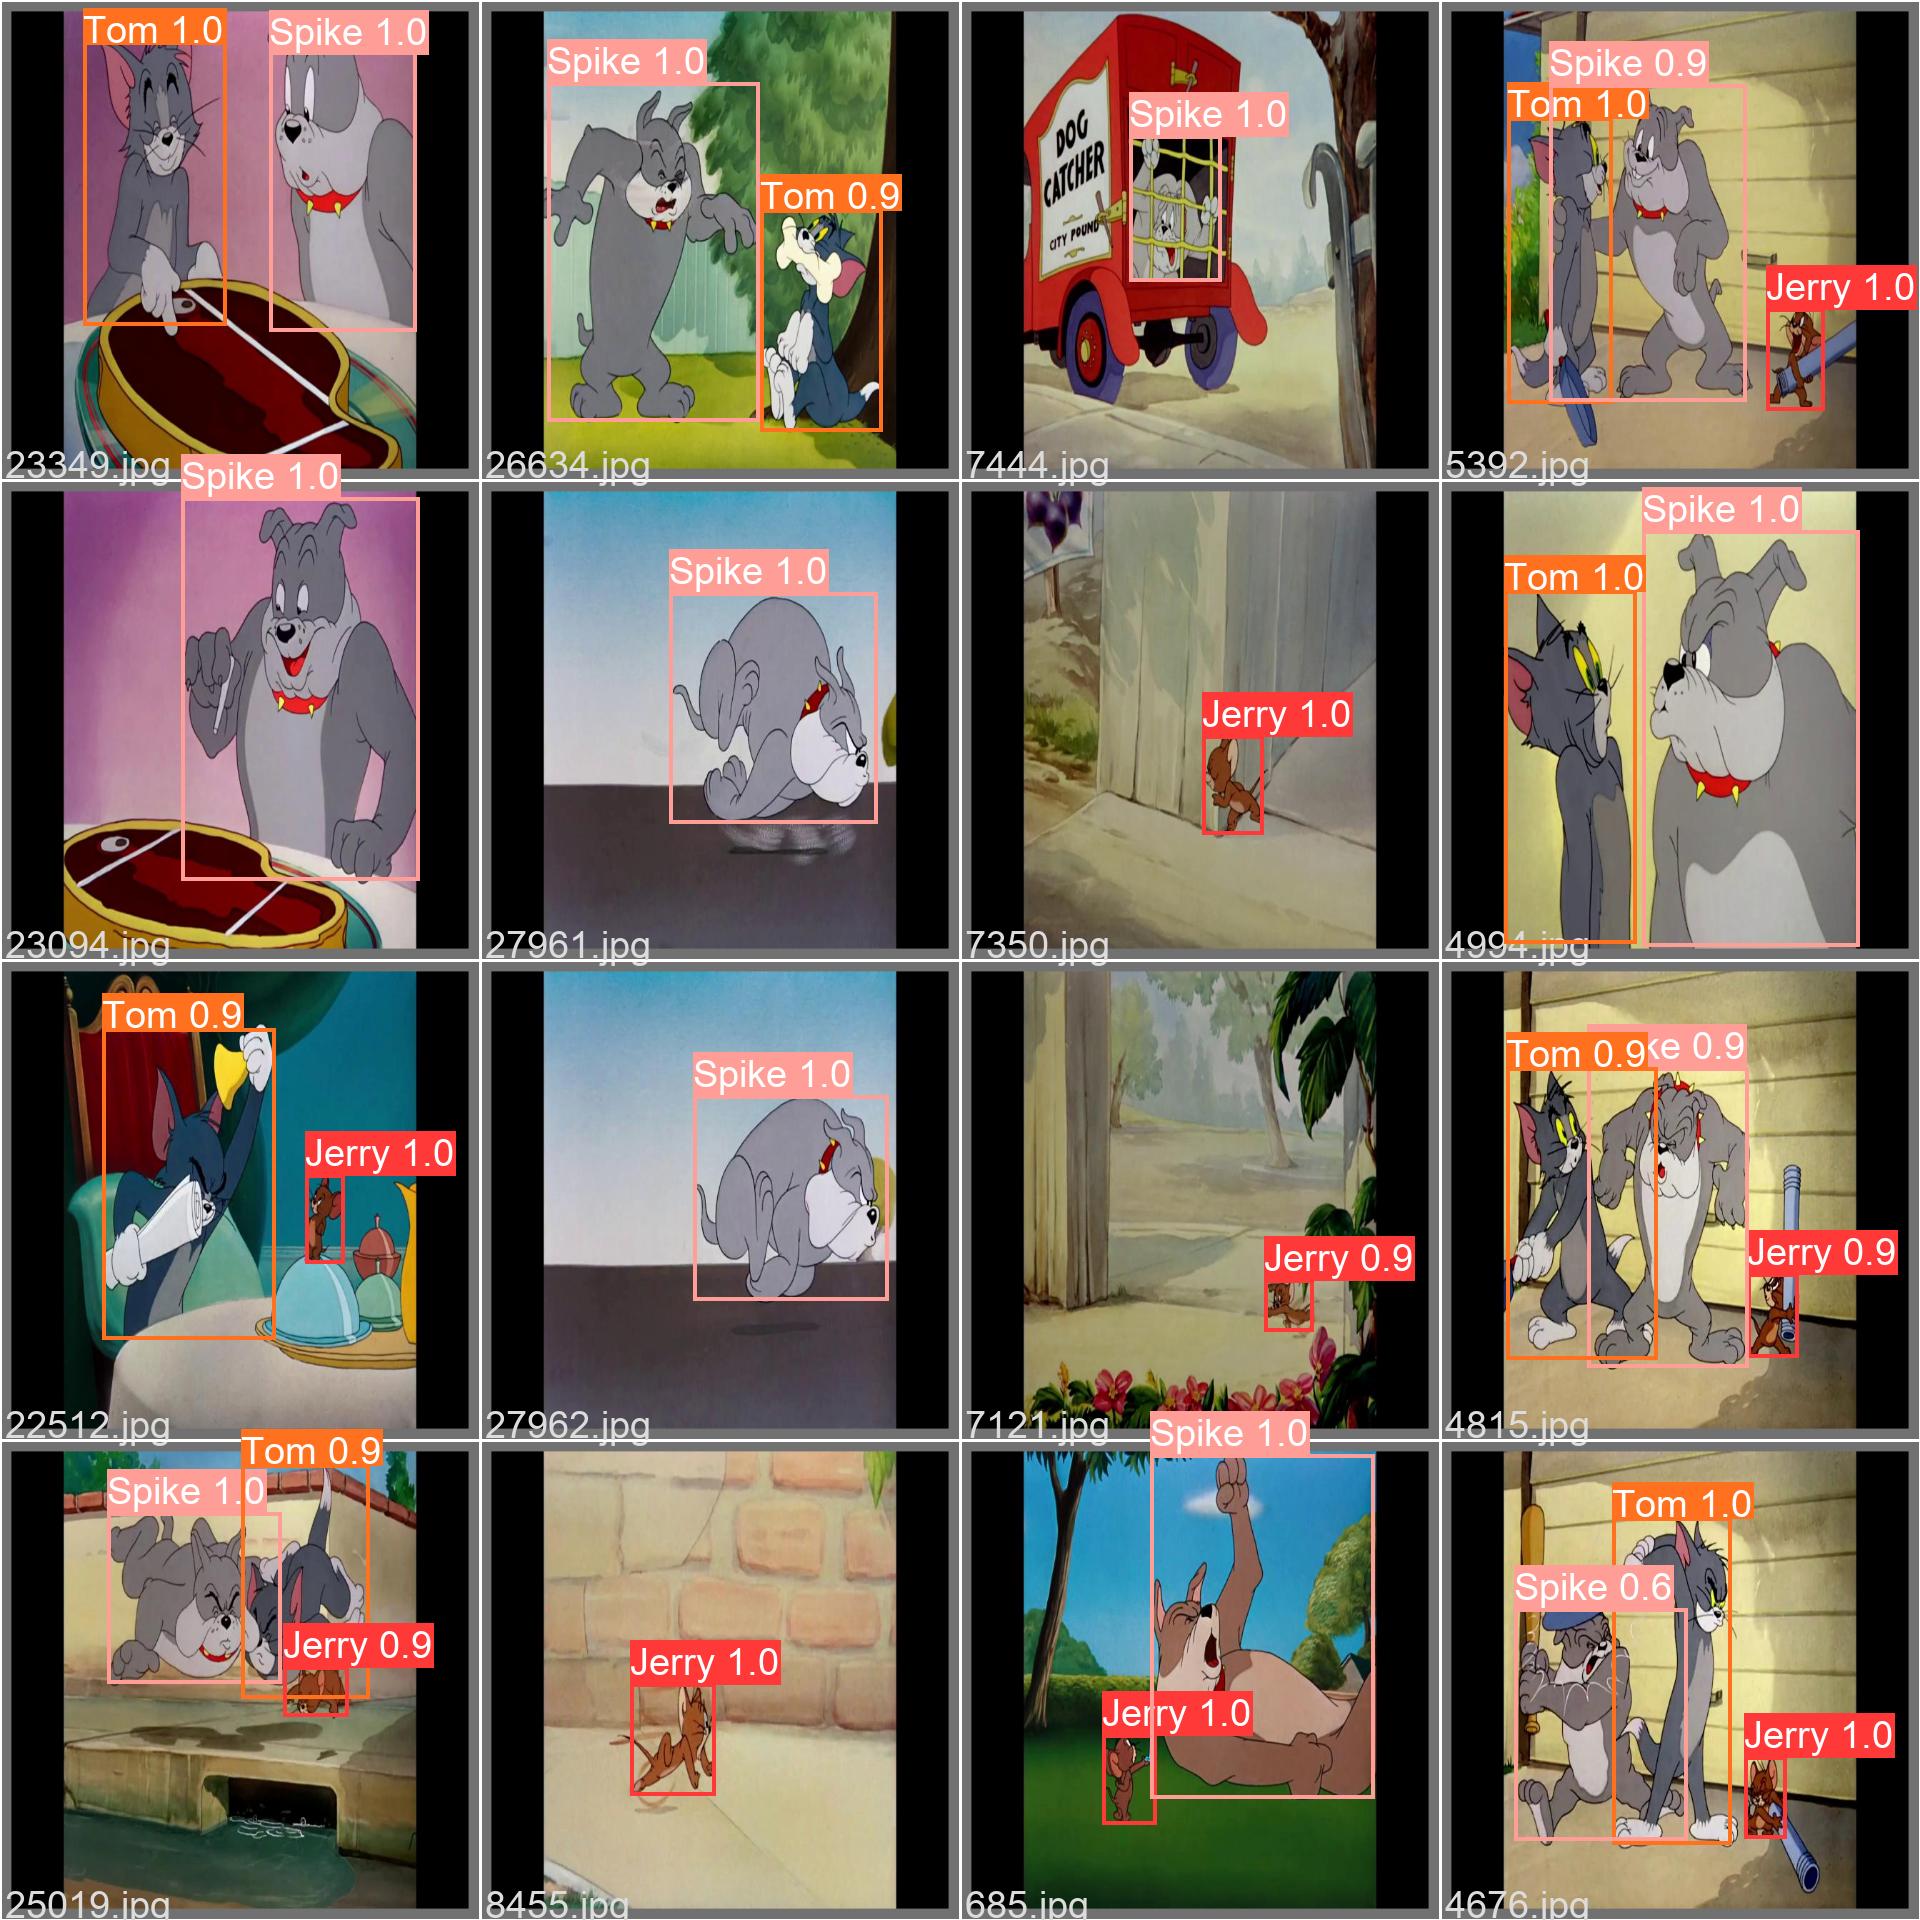 Tom 1.0
Spike 1.0
23349.jpg
Spike 1.0
Tom 0.9
26634.jpg
DOG
CATCHER
CITY POUND
Spike 1.0
7444.jpg
Spike 0.9
Tom 1.0
Jerry 1.0
5392.jpg
Spike 1.0
23094.jpg
Spike 1.0
27961.jpg
Jerry 1.0
7350.jpg
Spike 1.0
Tom 1.0
4994.jpg
Tom 0.9
Jerry 1.0
22512.jpg
Spike 1.0
27962.jpg
Jerry 0.9
7121.jpg
Tom 0.9
ke 0.9
Jerry 0.9
4815.jpg
Tom 0.9
Spike 1.0
Jerry 0.9
25019.jpg
Jerry 1.0
8455.jpg
Spike 1.0
Jerry 1.0
685.jpg
Tom 1.0
Spike 0.6
Jerry 1.0
4676.jpg